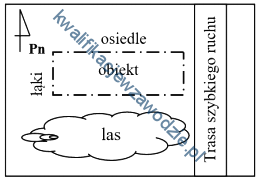 osiedle
Pn
obiekt
łąki
las
Trasa szybkiego ruchu
kwalifikacjewzawodzie.pl